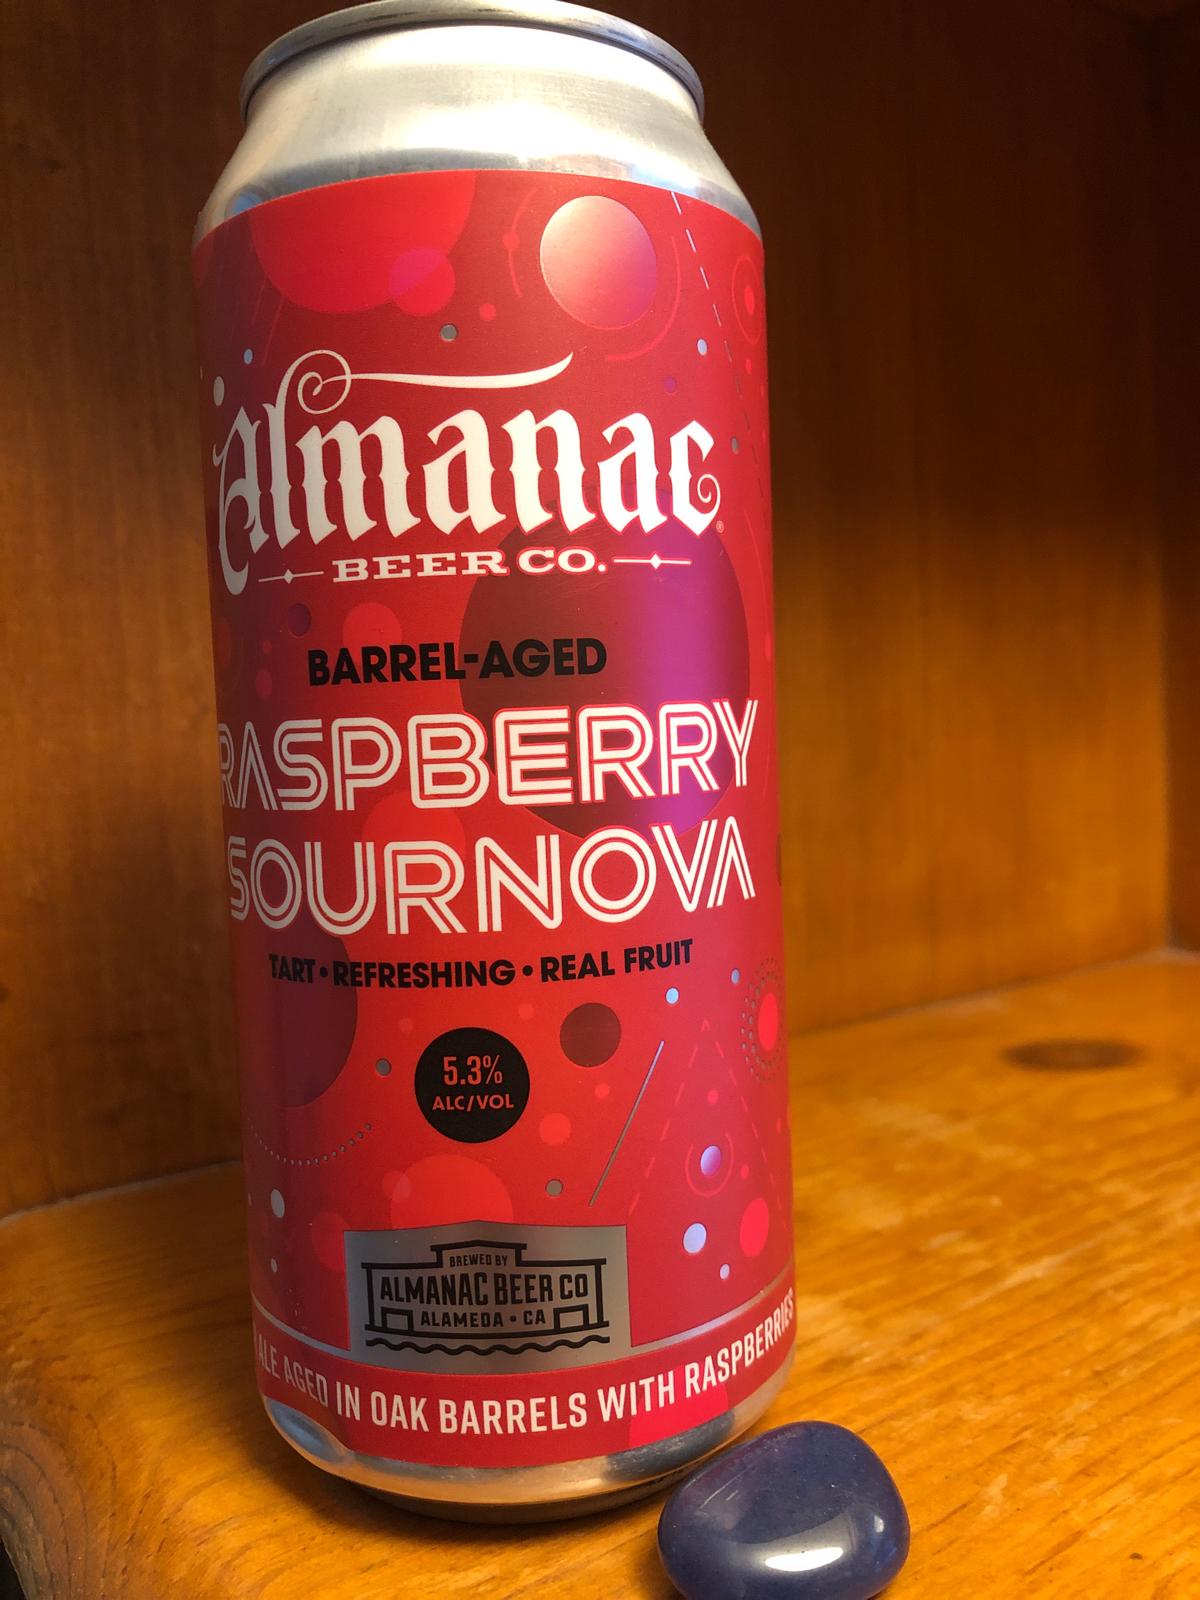 Almanac
BEER CO.
BARREL-AGED
RASPBERRY
SOURNOVA
TART • REFRESHING • REAL FRUIT
5.3%
ALC/VOL
BREWED BY
ALMANAC BEER CO
ALAMEDA • CA
ALE AGED IN OAK BARRELS WITH RASPBERRIES